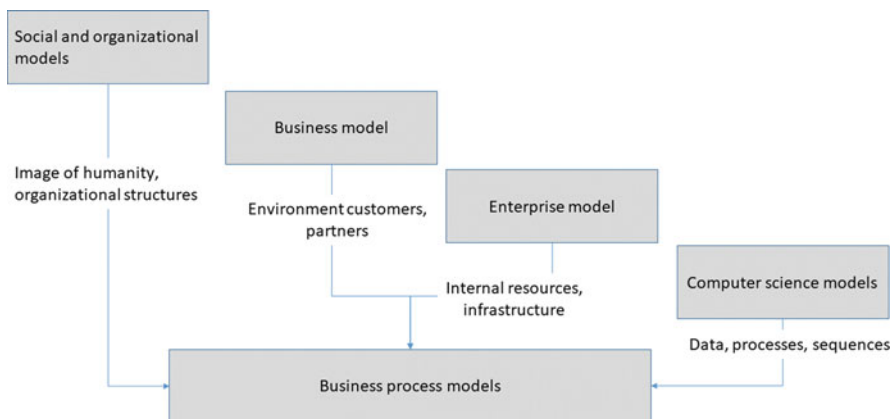 Social and organizational
models
Business model
Image of humanity,
organizational structures
Environment customers,
partners
Enterprise model
Internal resources,
infrastructure
Computer science models
Data, processes, sequences
Business process models